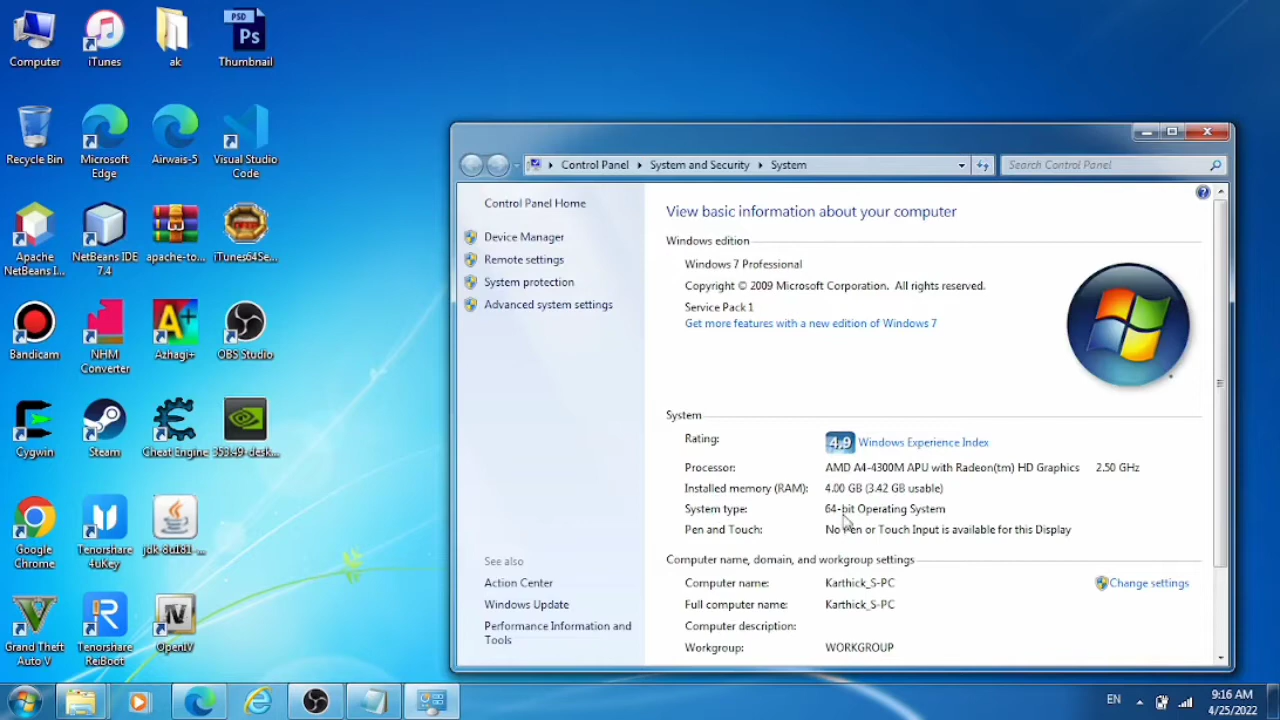 Computer
iTunes
ak
PSD
Ps
Thumbnail
Recycle Bin
Microsoft
Edge
Airwais-5
Visual Studio
Code
Apache
NetBeans I...
NetBeans IDE
7.4
apache-to...
iTunes64Se...
Bandicam
NHM
Converter
A+
Azhagi+
OBS Studio
Cygwin
Steam
Cheat Engine
353.49-desk...
Google
Chrome
Tenorshare
4uKey
jdk-8u181-...
Grand Theft
Auto V
Tenorshare
ReiBoot
OpenIV
Control Panel
System and Security
System
Search Control Panel
Control Panel Home
Device Manager
Remote settings
System protection
Advanced system settings
See also
Action Center
Windows Update
Performance Information and
Tools
View basic information about your computer
Windows edition
Windows 7 Professional
Copyright © 2009 Microsoft Corporation. All rights reserved.
Service Pack 1
Get more features with a new edition of Windows 7
System
Rating: 4.9 Windows Experience Index
Processor: AMD A4-4300M APU with Radeon(tm) HD Graphics 2.50 GHz
Installed memory (RAM): 4.00 GB (3.42 GB usable)
System type: 64-bit Operating System
Pen and Touch: No Pen or Touch Input is available for this Display
Computer name, domain, and workgroup settings
Computer name: Karthick_S-PC
Change settings
Full computer name: Karthick_S-PC
Computer description:
Workgroup: WORKGROUP
EN
9:16 AM
4/25/2022